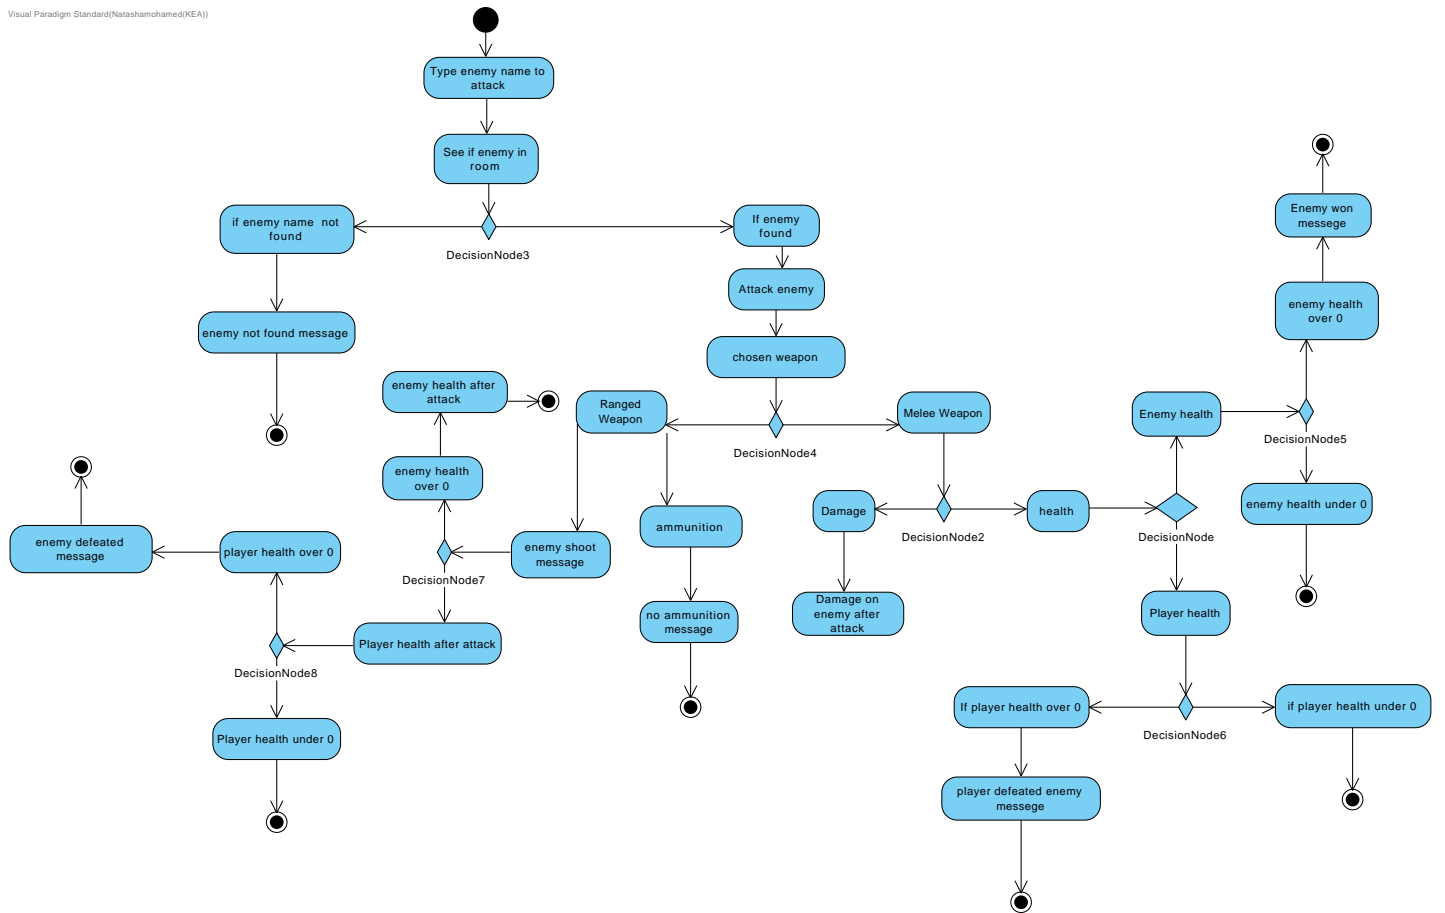 Visual Paradigm Standard(Natashamohamed(KEA))
Type enemy name to
attack
See if enemy in
room
if enemy name  not
found
DecisionNode3
If enemy
found
Attack enemy
enemy not found message
chosen weapon
Enemy won
messege
enemy health
over 0
enemy health after
attack
Ranged
Weapon
DecisionNode4
Melee Weapon
Enemy health
DecisionNode5
enemy health
over 0
Damage
DecisionNode2
health
DecisionNode
enemy health under 0
enemy defeated
message
player health over 0
DecisionNode7
enemy shoot
message
ammunition
no ammunition
message
Damage on
enemy after
attack
Player health
Player health after attack
DecisionNode8
Player health under 0
If player health over 0
DecisionNode6
if player health under 0
player defeated enemy
messege